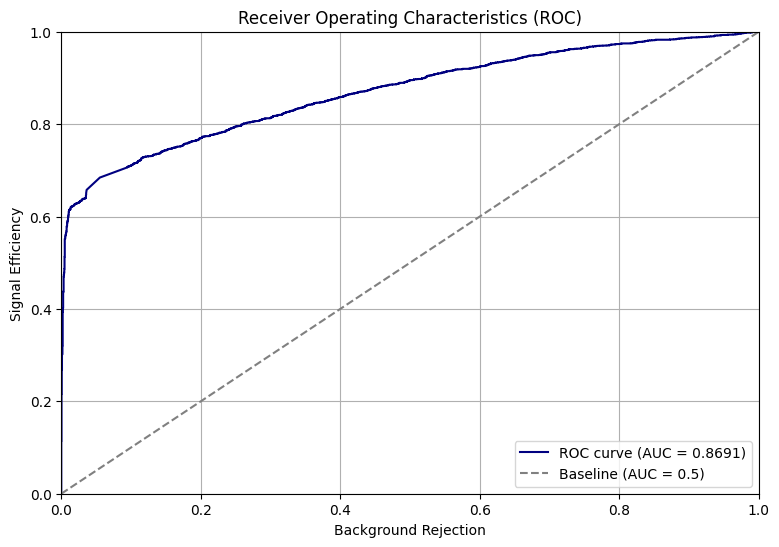 Receiver Operating Characteristics (ROC)
1.0
0.8
0.6
0.4
0.2
0.0
Signal Efficiency
ROC curve (AUC = 0.8691)
Baseline (AUC = 0.5)
0.0 0.2 0.4 0.6 0.8 1.0
Background Rejection